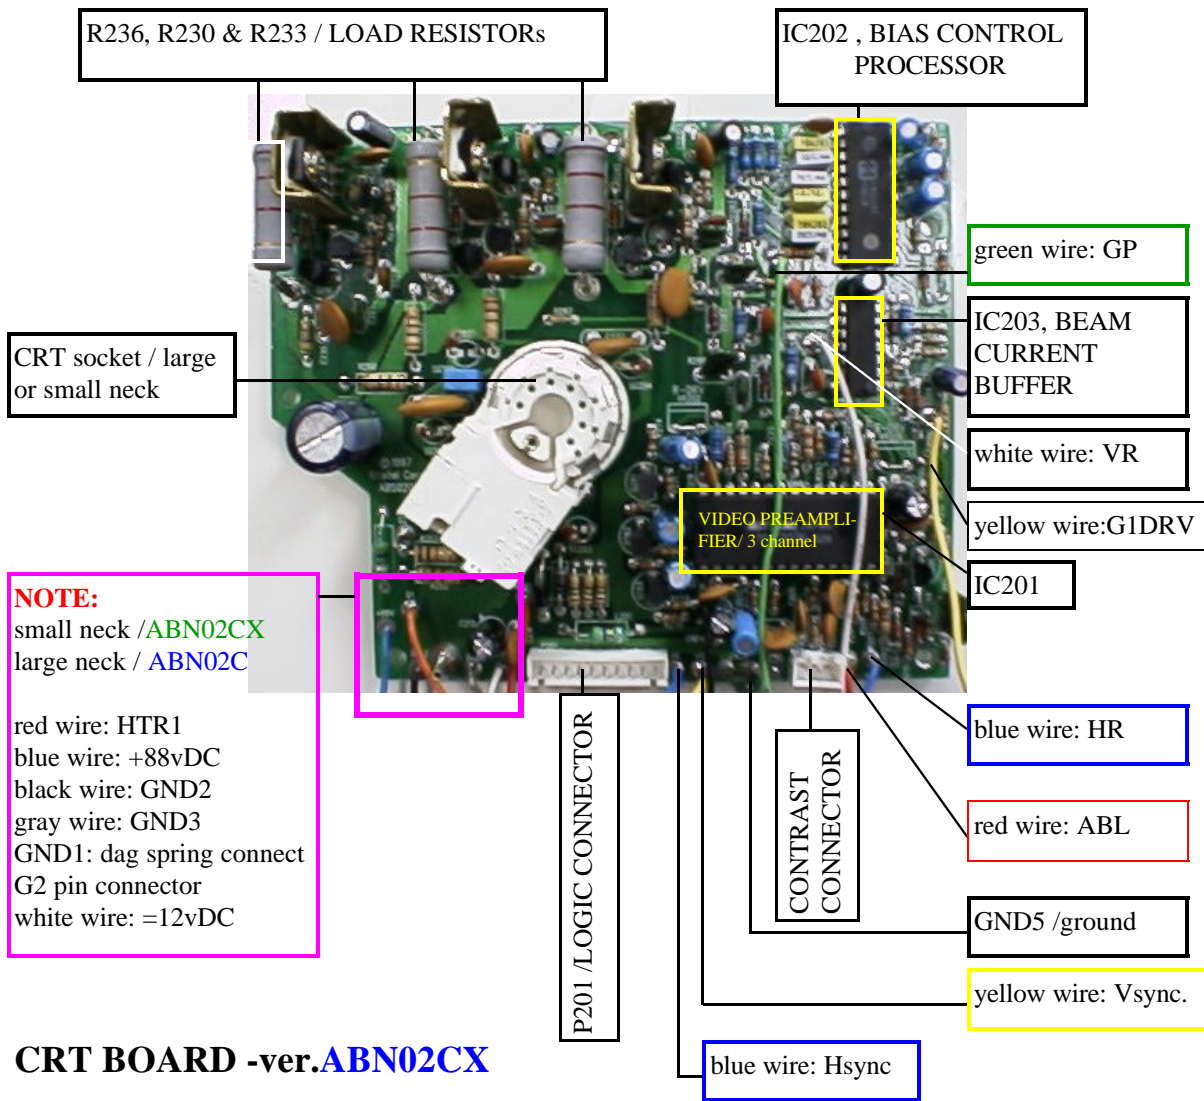 R236, R230 & R233 / LOAD RESISTORs
IC202 , BIAS CONTROL
PROCESSOR
green wire: GP
CRT socket / large
or small neck
IC203, BEAM
CURRENT
BUFFER
white wire: VR
yellow wire:G1DRV
VIDEO PREAMPLI-
FIER/ 3 channel
IC201
NOTE:
small neck /ABN02CX
large neck / ABN02C
red wire: HTR1
blue wire: +88vDC
black wire: GND2
gray wire: GND3
GND1: dag spring connect
G2 pin connector
white wire: =12vDC
P201 /LOGIC CONNECTOR
CONTRAST
CONNECTOR
blue wire: HR
red wire: ABL
GND5 /ground
yellow wire: Vsync.
blue wire: Hsync
CRT BOARD -ver.ABN02CX